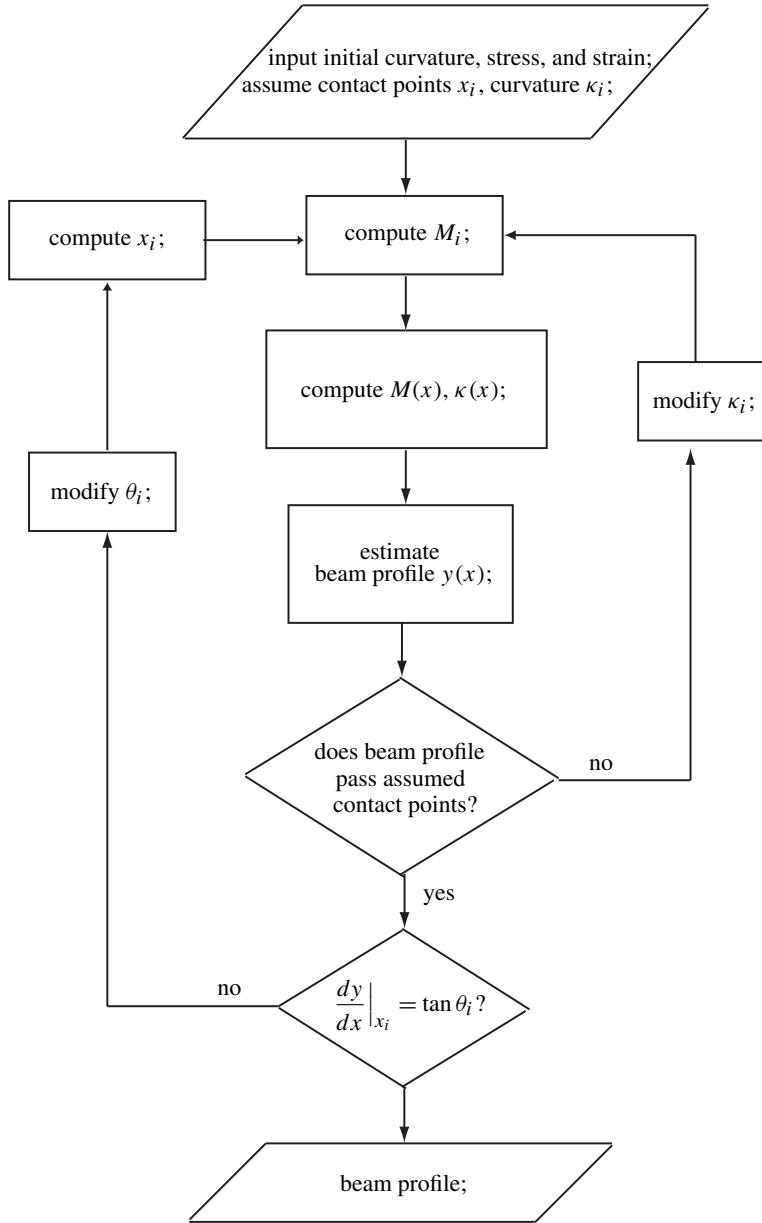 input initial curvature, stress, and strain;
assume contact points xᵢ, curvature κᵢ;
compute xᵢ;
compute Mᵢ;
compute M(x), κ(x);
modify κᵢ;
modify θᵢ;
estimate
beam profile y(x);
does beam profile
pass assumed
contact points?
no
yes
no
dy/dx|xᵢ = tan θᵢ?
beam profile;